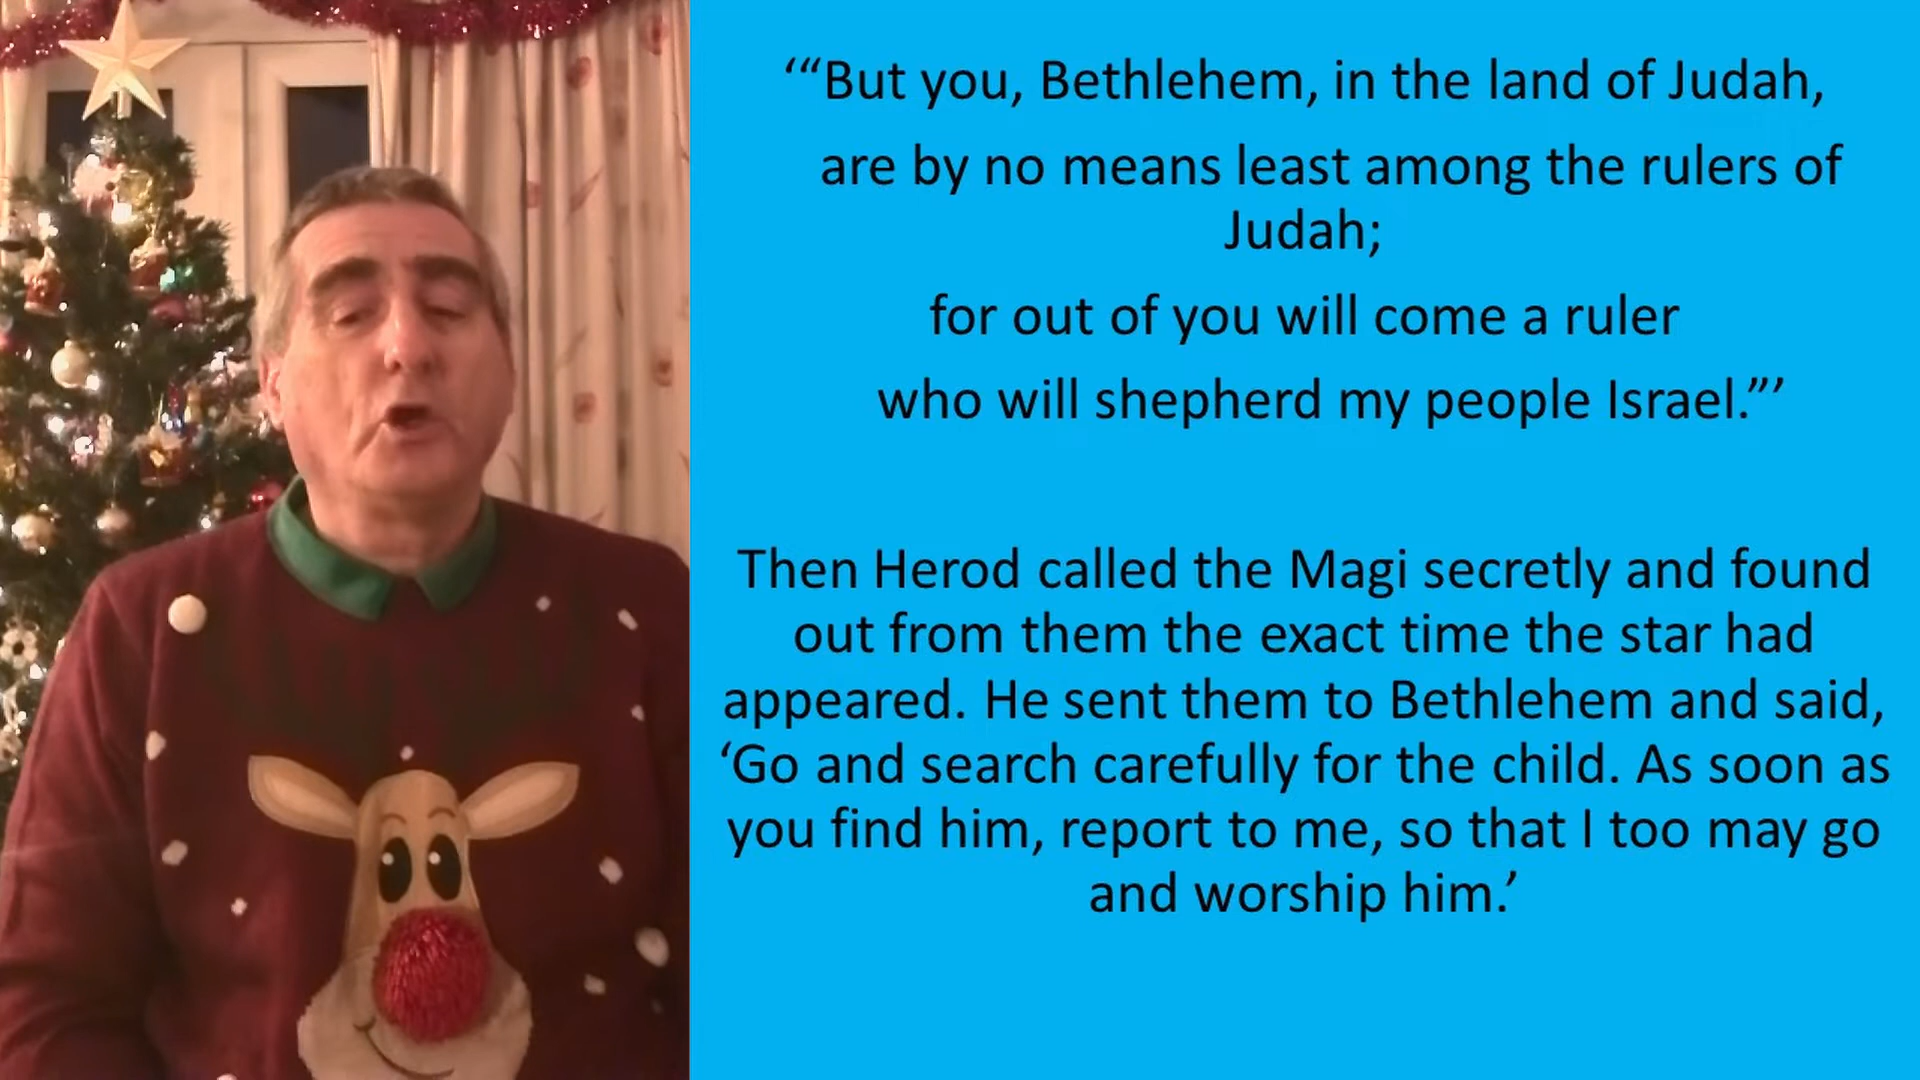 ‘“But you, Bethlehem, in the land of Judah,
are by no means least among the rulers of
Judah;
for out of you will come a ruler
who will shepherd my people Israel.”’
Then Herod called the Magi secretly and found
out from them the exact time the star had
appeared. He sent them to Bethlehem and said,
‘Go and search carefully for the child. As soon as
you find him, report to me, so that I too may go
and worship him.’